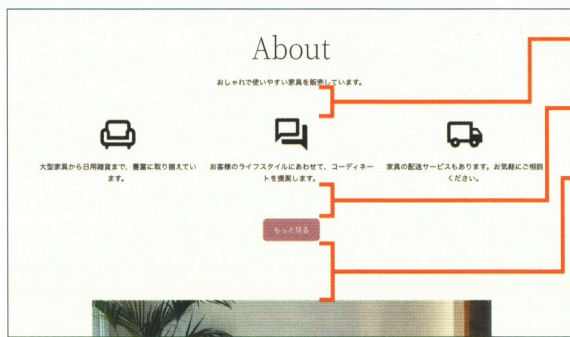 About
おしゃれで使いやすい家具を販売しています。
大型家具から日用雑貨まで、豊富に取り揃えてい
ます。
お客様のライフスタイルにあわせて、コーディネー
トを提案します。
家具の配送サービスもあります。お気軽にご相談
ください。
もっと見る